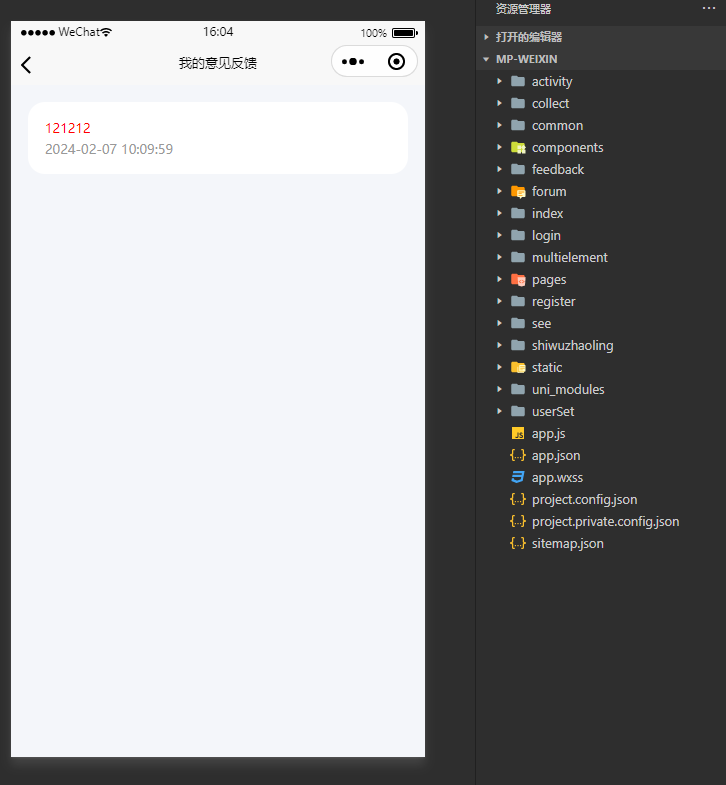 WeChat
16:04
100%
我的意见反馈
121212
2024-02-07 10:09:59
资源管理器
打开的编辑器
MP-WEIXIN
activity
collect
common
components
feedback
forum
index
login
multielement
pages
register
see
shiwuzhaoling
static
uni_modules
userSet
JS app.js
{..} app.json
app.wxss
{..} project.config.json
{..} project.private.config.json
{..} sitemap.json